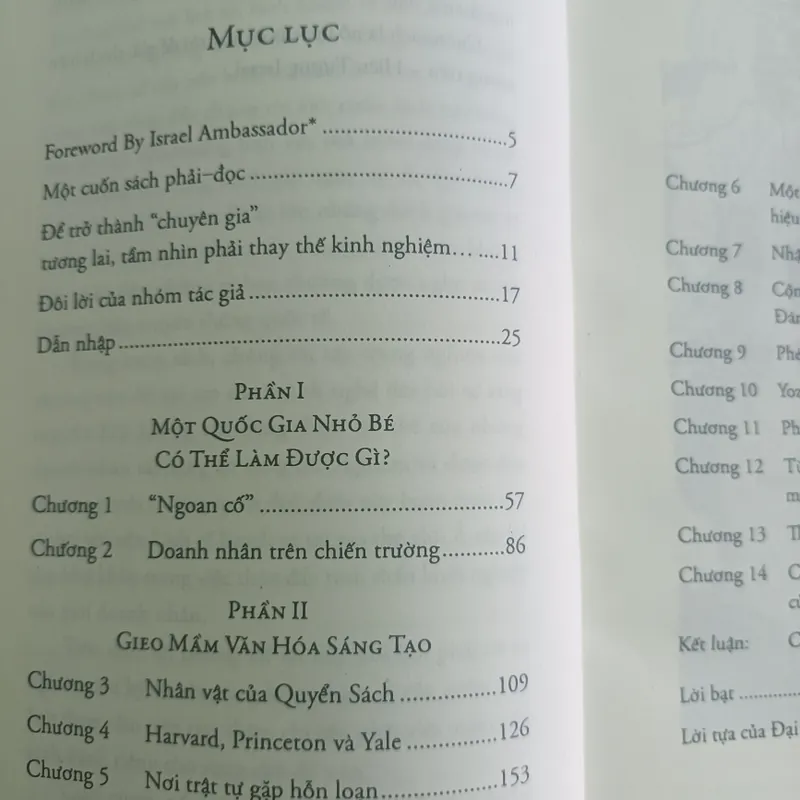 MỤC LỤC
Foreword By Israel Ambassador* ..... 5
Một cuốn sách phải–đọc ..... 7
Để trở thành “chuyên gia”
tương lai, tầm nhìn phải thay thế kinh nghiệm... ....11
Đôi lời của nhóm tác giả ..... 17
Dẫn nhập ..... 25
PHẦN I
MỘT QUỐC GIA NHỎ BÉ
CÓ THỂ LÀM ĐƯỢC GÌ?
Chương 1 “Ngoan cố” ..... 57
Chương 2 Doanh nhân trên chiến trường ..... 86
PHẦN II
GIEO MẦM VĂN HÓA SÁNG TẠO
Chương 3 Nhân vật của Quyển Sách ..... 109
Chương 4 Harvard, Princeton và Yale ..... 126
Chương 5 Nơi trật tự gặp hỗn loạn ..... 153
Chương 6 Một
hiệu
Chương 7
Chương 8
Chương 9
Chương 10
Chương 11
Chương 12
Chương 13
Chương 14
Kết luận:
Lời bạt .....
Lời tựa của Đại